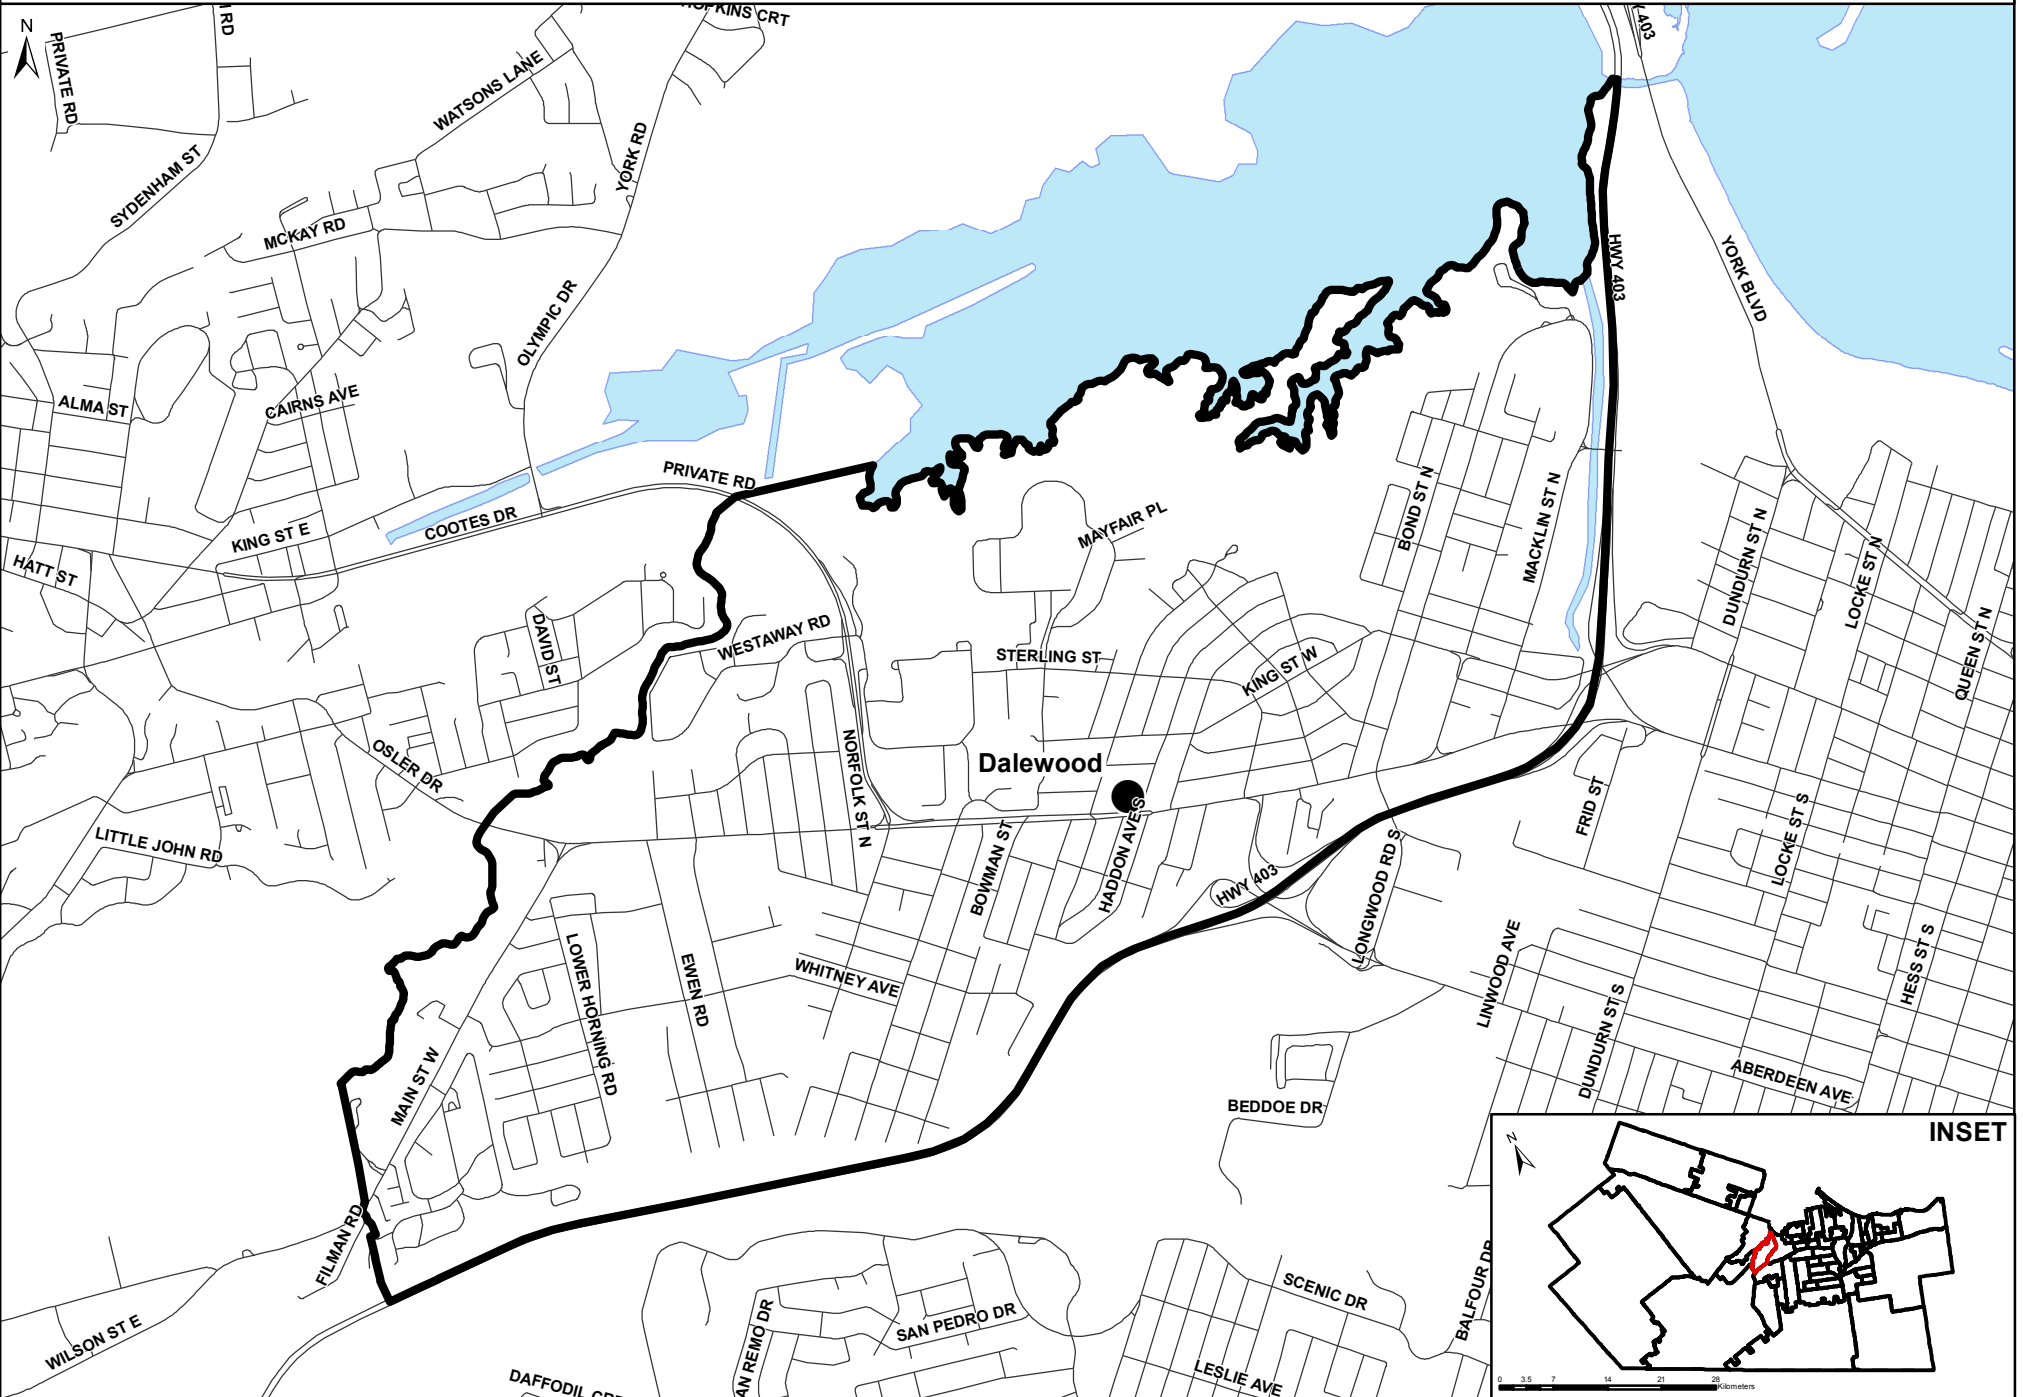 N
PRIVATE RD
WATSONS LANE
SYDENHAM ST
YORK RD
MCKAY RD
OLYMPIC DR
HWY 403
YORK BLVD
ALMA ST
CAIRNS AVE
PRIVATE RD
KING ST E
COOTES DR
HATT ST
MAYFAIR PL
BOND ST N
MACKLIN ST N
DUNDURN ST N
LOCKE ST N
QUEEN ST N
DAVID ST
WESTAWAY RD
STERLING ST
KING ST W
OSLER DR
NORFOLK ST N
Dalewood
HADDON AVE S
BOWMAN ST
FRID ST
LOCKE ST S
LITTLE JOHN RD
HWY 403
LONGWOOD RD S
LOWER HORNING RD
EWEN RD
WHITNEY AVE
LINWOOD AVE
HESS ST S
DUNDURN ST S
MAIN ST W
ABERDEEN AVE
BEDDOE DR
FILMAN RD
WILSON ST E
SAN PEDRO DR
SCENIC DR
BALFOUR DR
LESLIE AVE
AN REMO DR
INSET
N
0 3.5 7 14 21 28
Kilometers